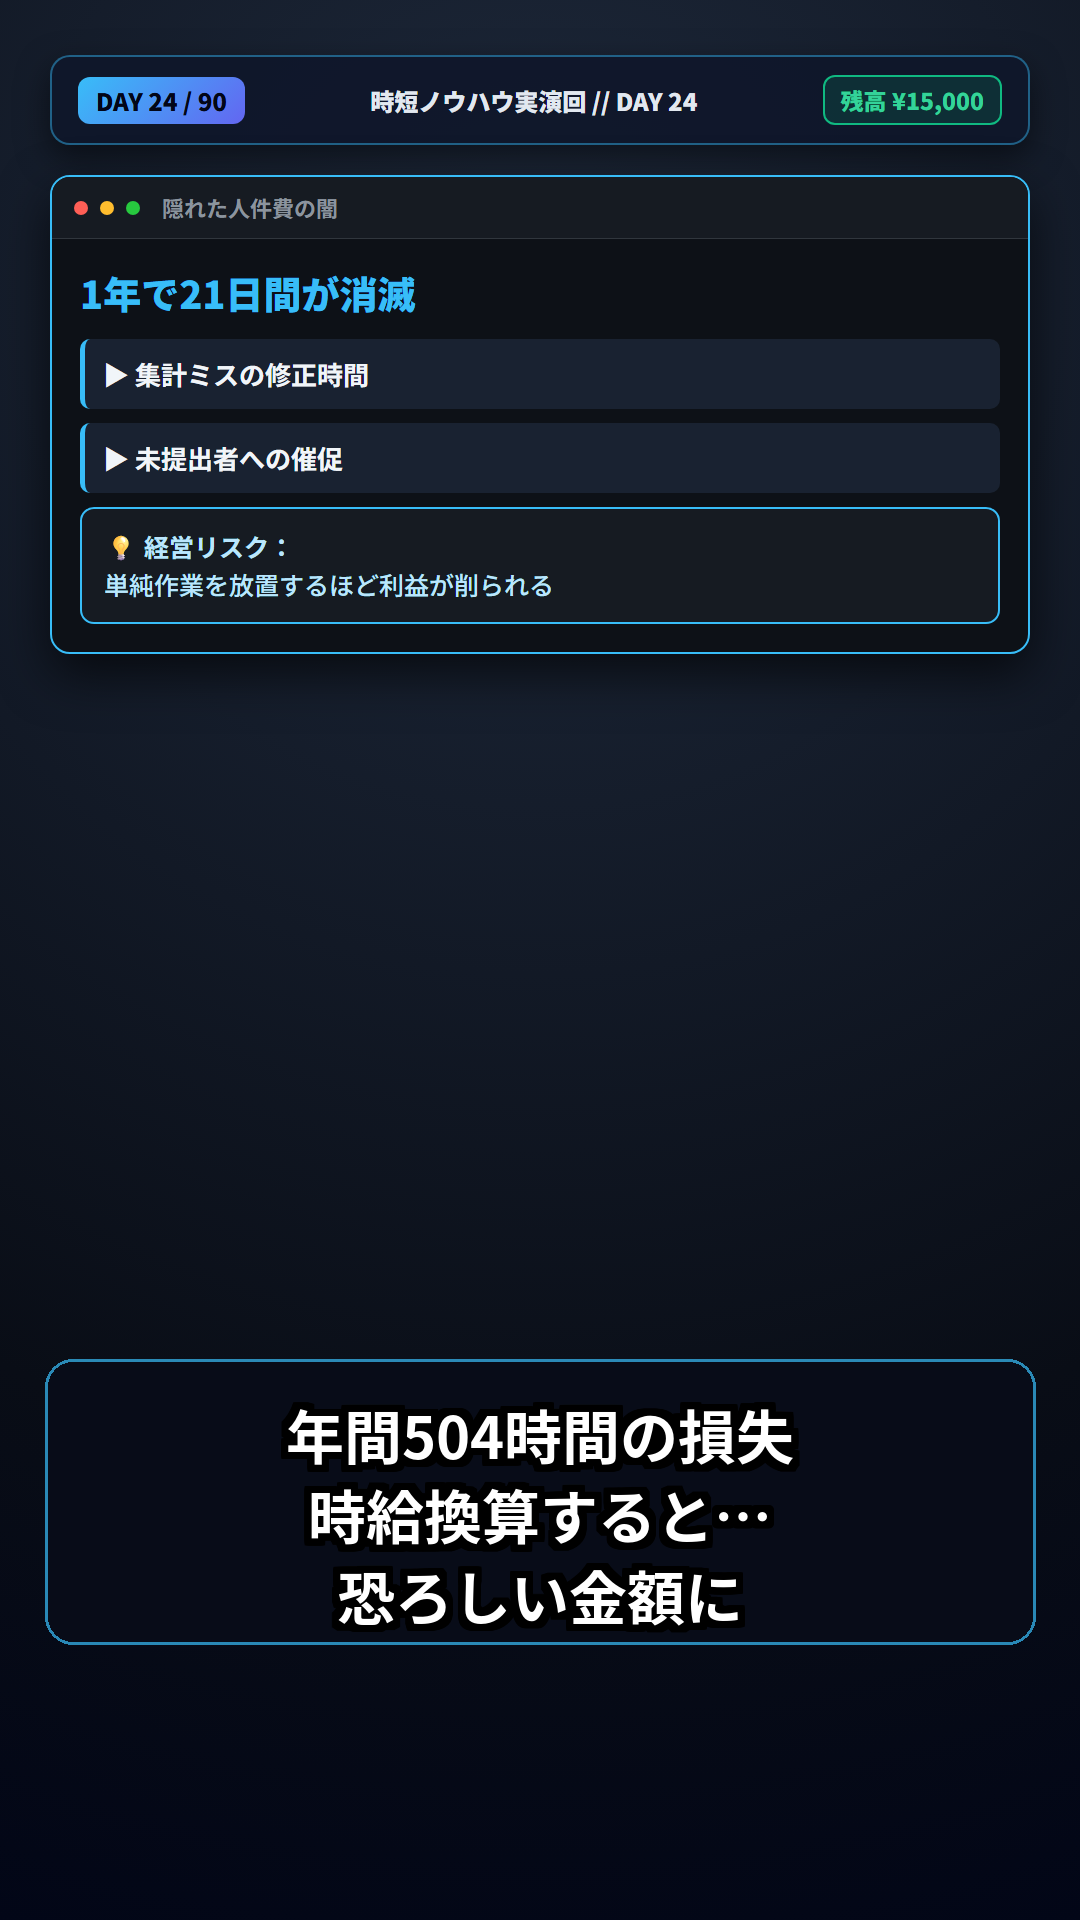 DAY 24 / 90
時短ノウハウ実演回 // DAY 24
残高 ¥15,000
隠れた人件費の闇
1年で21日間が消滅
▶ 集計ミスの修正時間
▶ 未提出者への催促
💡 経営リスク：
単純作業を放置するほど利益が削られる
年間504時間の損失
時給換算すると…
恐ろしい金額に